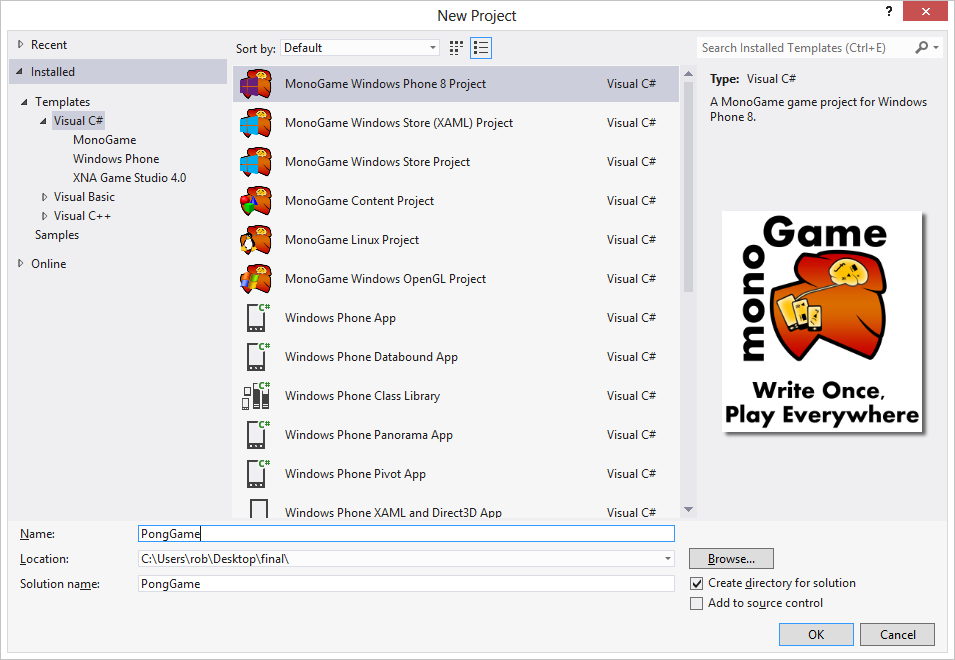 New Project
?
Recent
Installed
Templates
Visual C#
MonoGame
Windows Phone
XNA Game Studio 4.0
Visual Basic
Visual C++
Samples
Online
Sort by: Default
Search Installed Templates (Ctrl+E)
MonoGame Windows Phone 8 Project Visual C#
MonoGame Windows Store (XAML) Project Visual C#
MonoGame Windows Store Project Visual C#
MonoGame Content Project Visual C#
MonoGame Linux Project Visual C#
MonoGame Windows OpenGL Project Visual C#
C# Windows Phone App Visual C#
C# Windows Phone Databound App Visual C#
C# Windows Phone Class Library Visual C#
C# Windows Phone Panorama App Visual C#
C# Windows Phone Pivot App Visual C#
Windows Phone XAML and Direct3D App Visual C#
Type: Visual C#
A MonoGame game project for Windows
Phone 8.
mono
Game
Write Once,
Play Everywhere
Name: PongGame
Location: C:\Users\rob\Desktop\final\
Browse...
Solution name: PongGame
Create directory for solution
Add to source control
OK Cancel